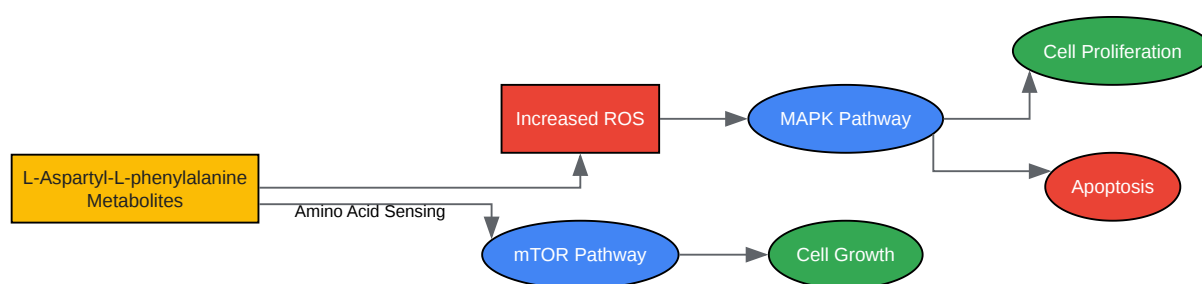 Cell Proliferation
Increased ROS
MAPK Pathway
L-Aspartyl-L-phenylalanine
Metabolites
Apoptosis
Amino Acid Sensing
mTOR Pathway
Cell Growth